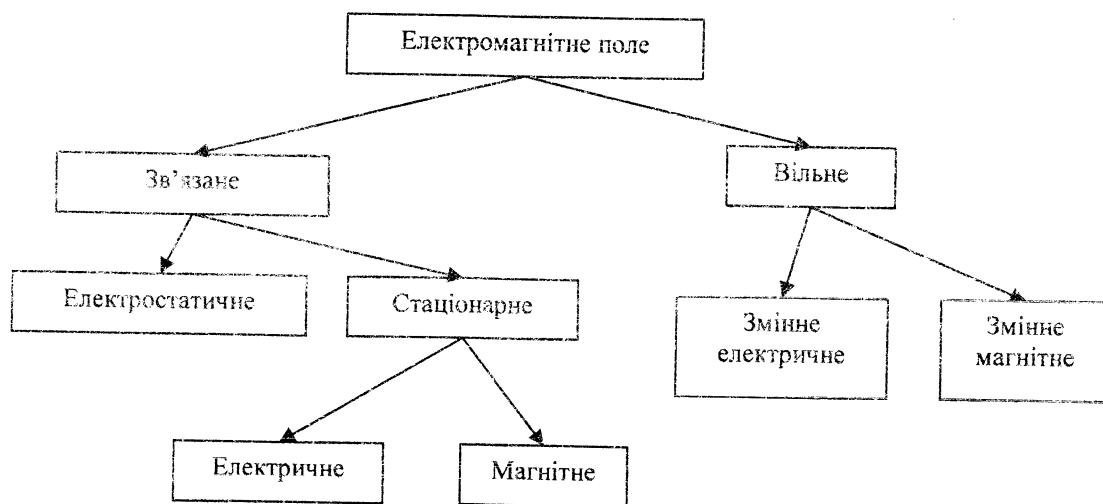 Електромагнітне поле
Зв’язане
Вільне
Електростатичне
Стаціонарне
Змінне
електричне
Змінне
магнітне
Електричне
Магнітне